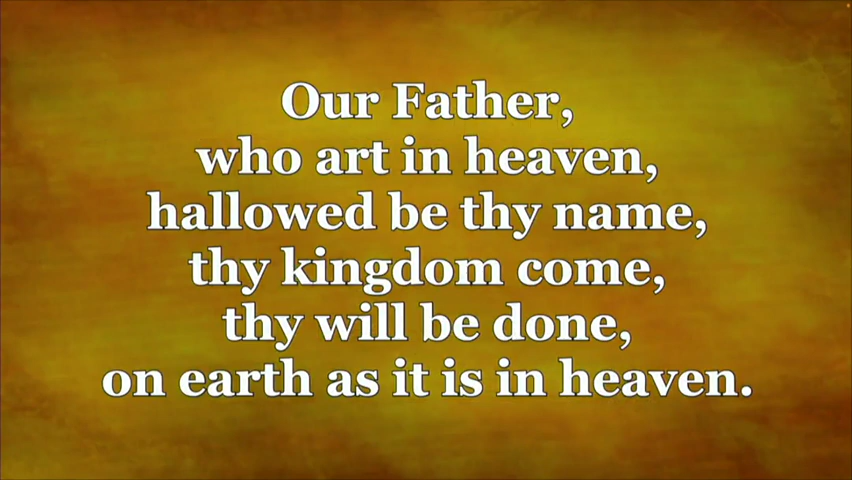 Our Father,
who art in heaven,
hallowed be thy name,
thy kingdom come,
thy will be done,
on earth as it is in heaven.